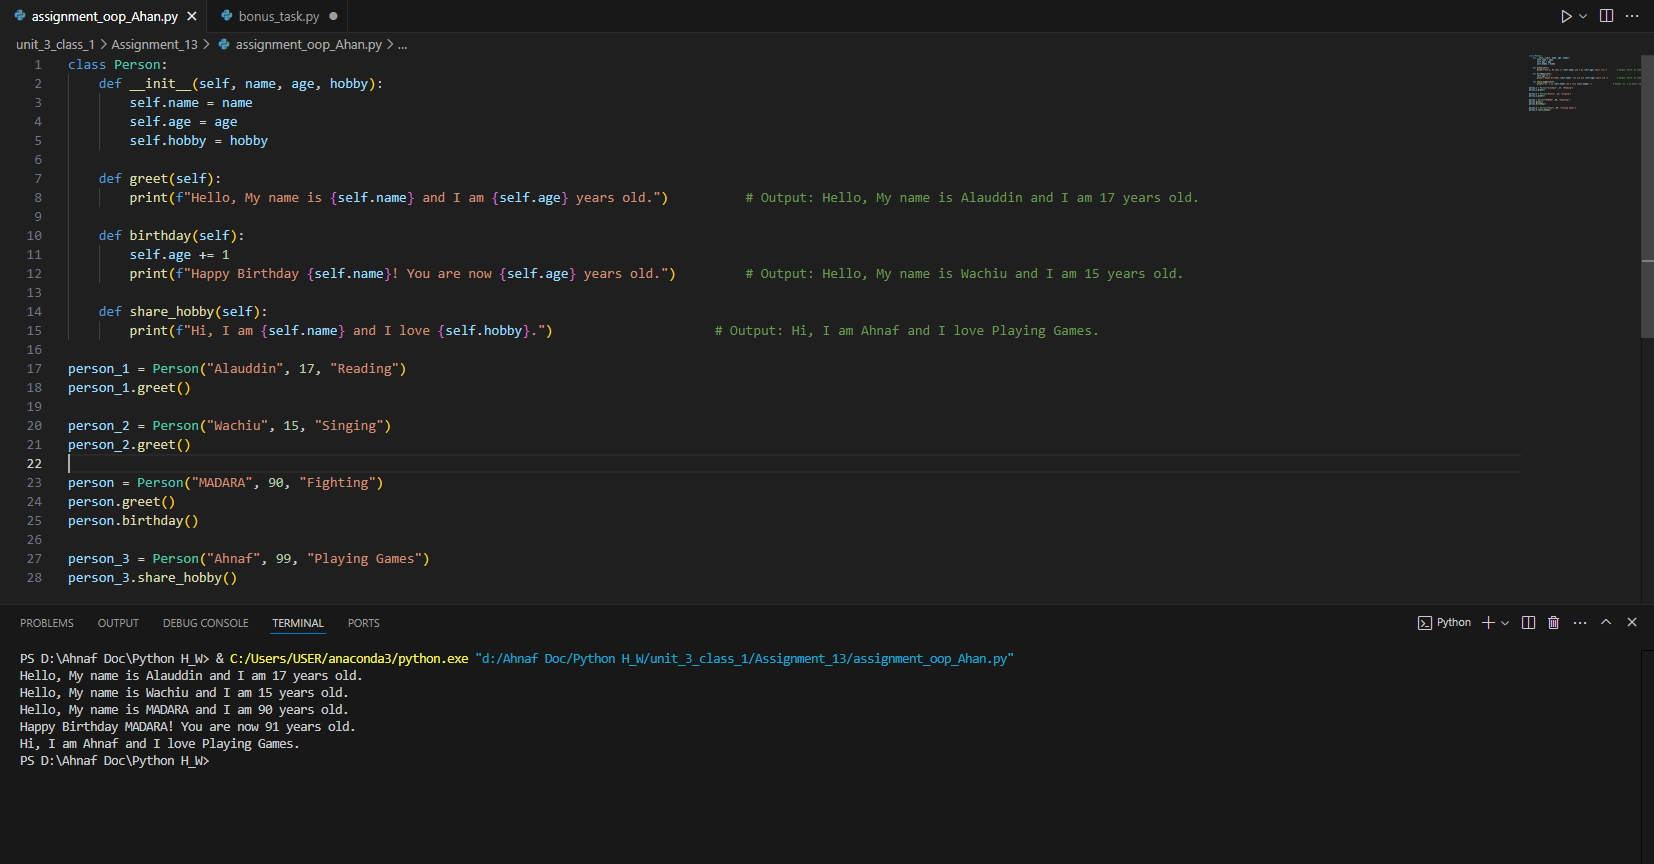 assignment_oop_Ahan.py bonus_task.py
unit_3_class_1 > Assignment_13 > assignment_oop_Ahan.py > ...
1 class Person:
2     def __init__(self, name, age, hobby):
3         self.name = name
4         self.age = age
5         self.hobby = hobby
6
7     def greet(self):
8         print(f"Hello, My name is {self.name} and I am {self.age} years old.")          # Output: Hello, My name is Alauddin and I am 17 years old.
9
10     def birthday(self):
11         self.age += 1
12         print(f"Happy Birthday {self.name}! You are now {self.age} years old.")         # Output: Hello, My name is Wachiu and I am 15 years old.
13
14     def share_hobby(self):
15         print(f"Hi, I am {self.name} and I love {self.hobby}.")                     # Output: Hi, I am Ahnaf and I love Playing Games.
16
17 person_1 = Person("Alauddin", 17, "Reading")
18 person_1.greet()
19
20 person_2 = Person("Wachiu", 15, "Singing")
21 person_2.greet()
22
23 person = Person("MADARA", 90, "Fighting")
24 person.greet()
25 person.birthday()
26
27 person_3 = Person("Ahnaf", 99, "Playing Games")
28 person_3.share_hobby()
PROBLEMS OUTPUT DEBUG CONSOLE TERMINAL PORTS Python
PS D:\Ahnaf Doc\Python H_W> & C:/Users/USER/anaconda3/python.exe "d:/Ahnaf Doc/Python H_W/unit_3_class_1/Assignment_13/assignment_oop_Ahan.py"
Hello, My name is Alauddin and I am 17 years old.
Hello, My name is Wachiu and I am 15 years old.
Hello, My name is MADARA and I am 90 years old.
Happy Birthday MADARA! You are now 91 years old.
Hi, I am Ahnaf and I love Playing Games.
PS D:\Ahnaf Doc\Python H_W>